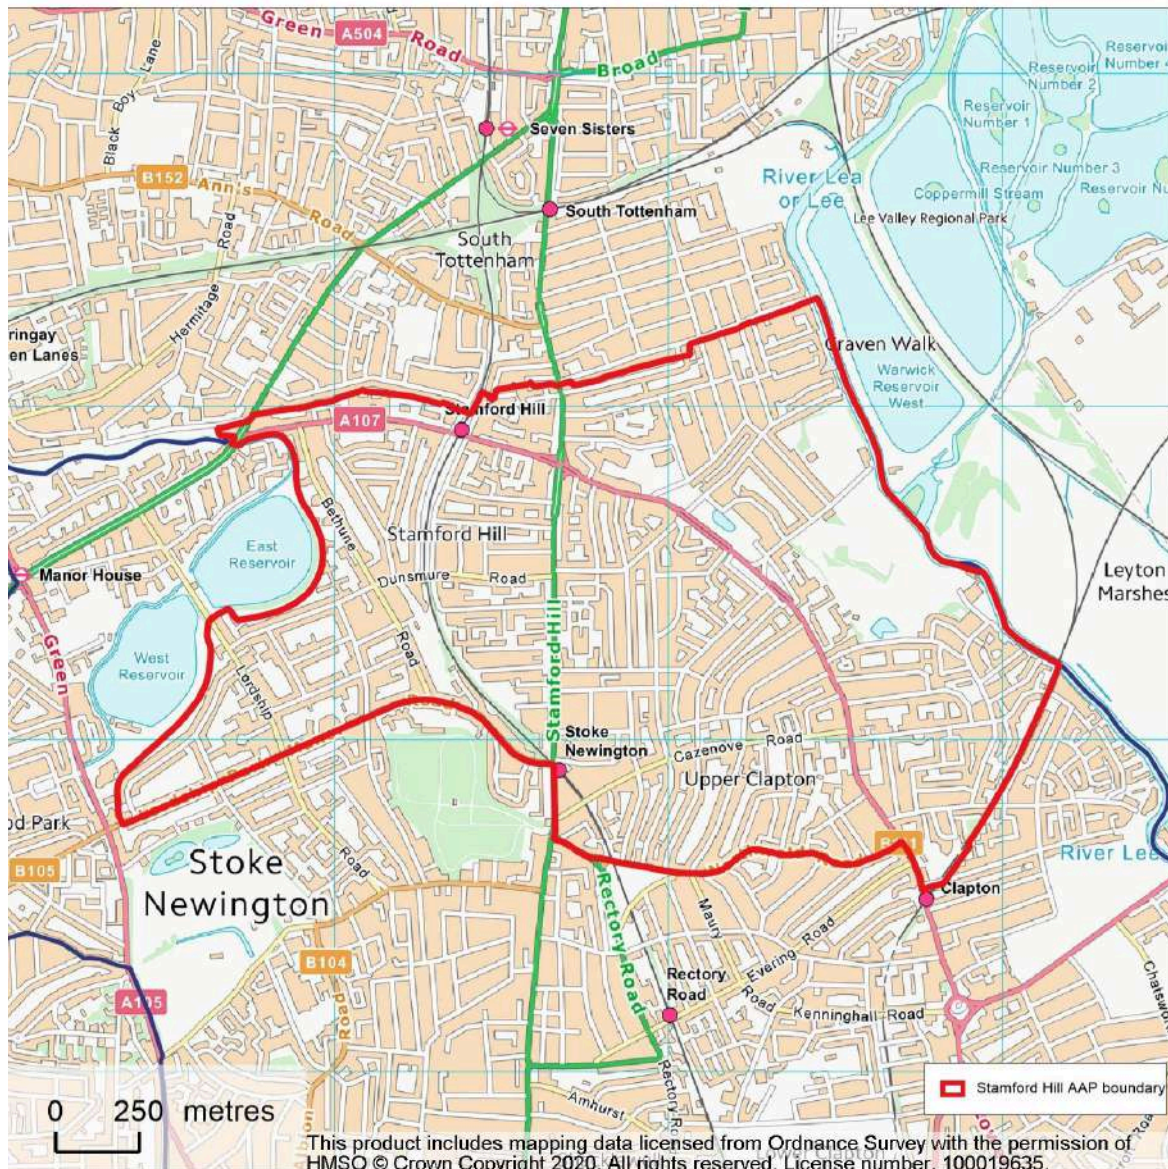 Green
A504
Road
Broad
Reservoir
Number 2
Number 4
Black Boy Lane
Reservoir
Number 1
Seven Sisters
B152
Ann's
Road
Reservoir Number 3
River Lea
or Lee
Coppermill Stream
Lee Valley Regional Park
South Tottenham
South
Tottenham
Hermitage Road
ringay
en Lanes
Craven Walk
Warwick
Reservoir
West
Stamford Hill
A107
Bethune
Road
Stamford Hill
East
Reservoir
Dunsmure Road
Manor House
Leyton
Marshes
Stamford Hill
Green
West
Reservoir
Lordship
Road
Road
Stoke
Newington
Cazenove Road
Upper Clapton
od Park
B105
Stoke
Newington
River Lee
Clapton
Rectory Road
Maury
Road
Evering Road
B104
Road
A105
Rectory
Road
Kenninghall Road
Amhurst
Stamford Hill AAP boundary
0 250 metres
This product includes mapping data licensed from Ordnance Survey with the permission of
HMSO © Crown Copyright 2020. All rights reserved. License number. 100019635